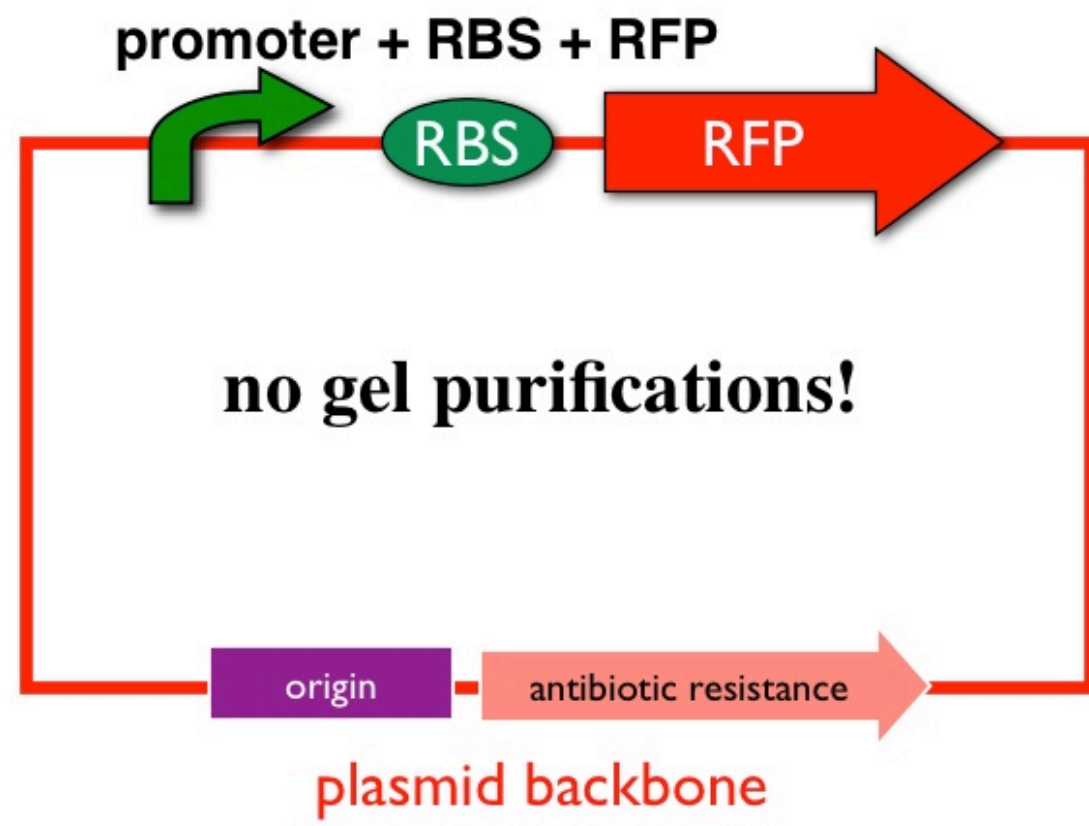 promoter + RBS + RFP
RBS
RFP
no gel purifications!
origin
antibiotic resistance
plasmid backbone